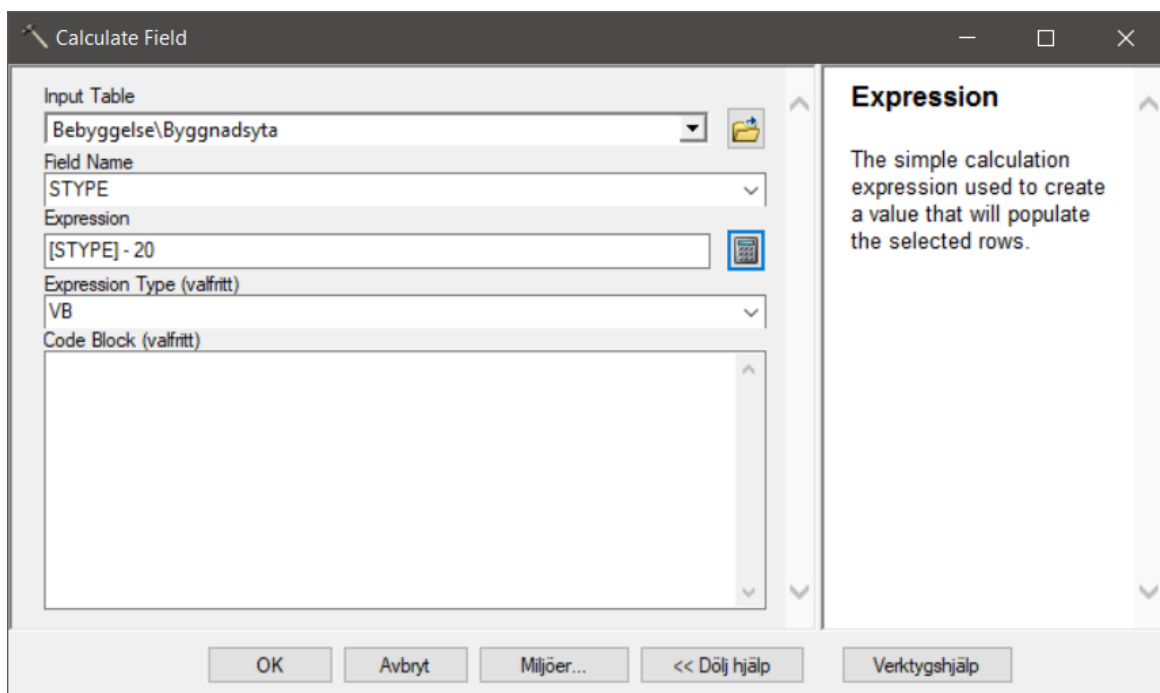 Calculate Field
Input Table
Bebyggelse\Byggnadsyta
Field Name
STYPE
Expression
[STYPE] - 20
Expression Type (valfritt)
VB
Code Block (valfritt)
Expression
The simple calculation
expression used to create
a value that will populate
the selected rows.
OK
Avbryt
Miljöer...
<< Dölj hjälp
Verktygshjälp